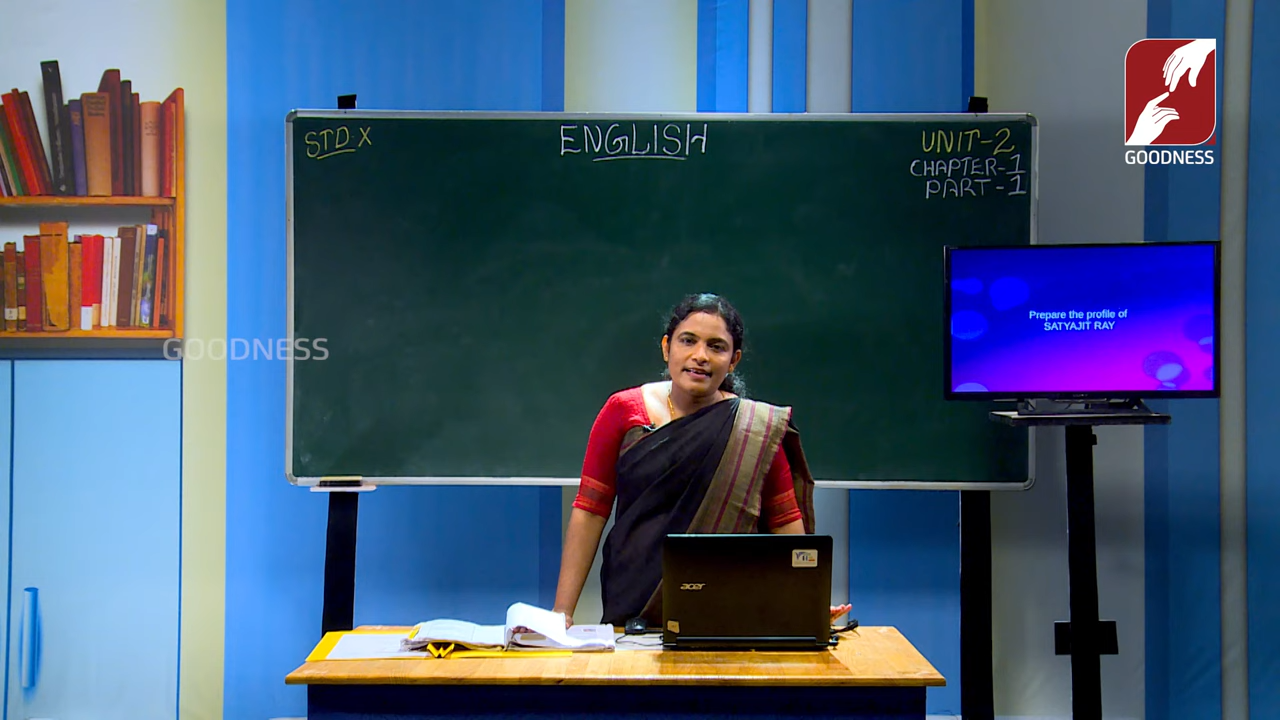 STD-X
ENGLISH
UNIT-2
CHAPTER-1
PART-1
GOODNESS
Prepare the profile of
SATYAJIT RAY
GOODNESS
acer